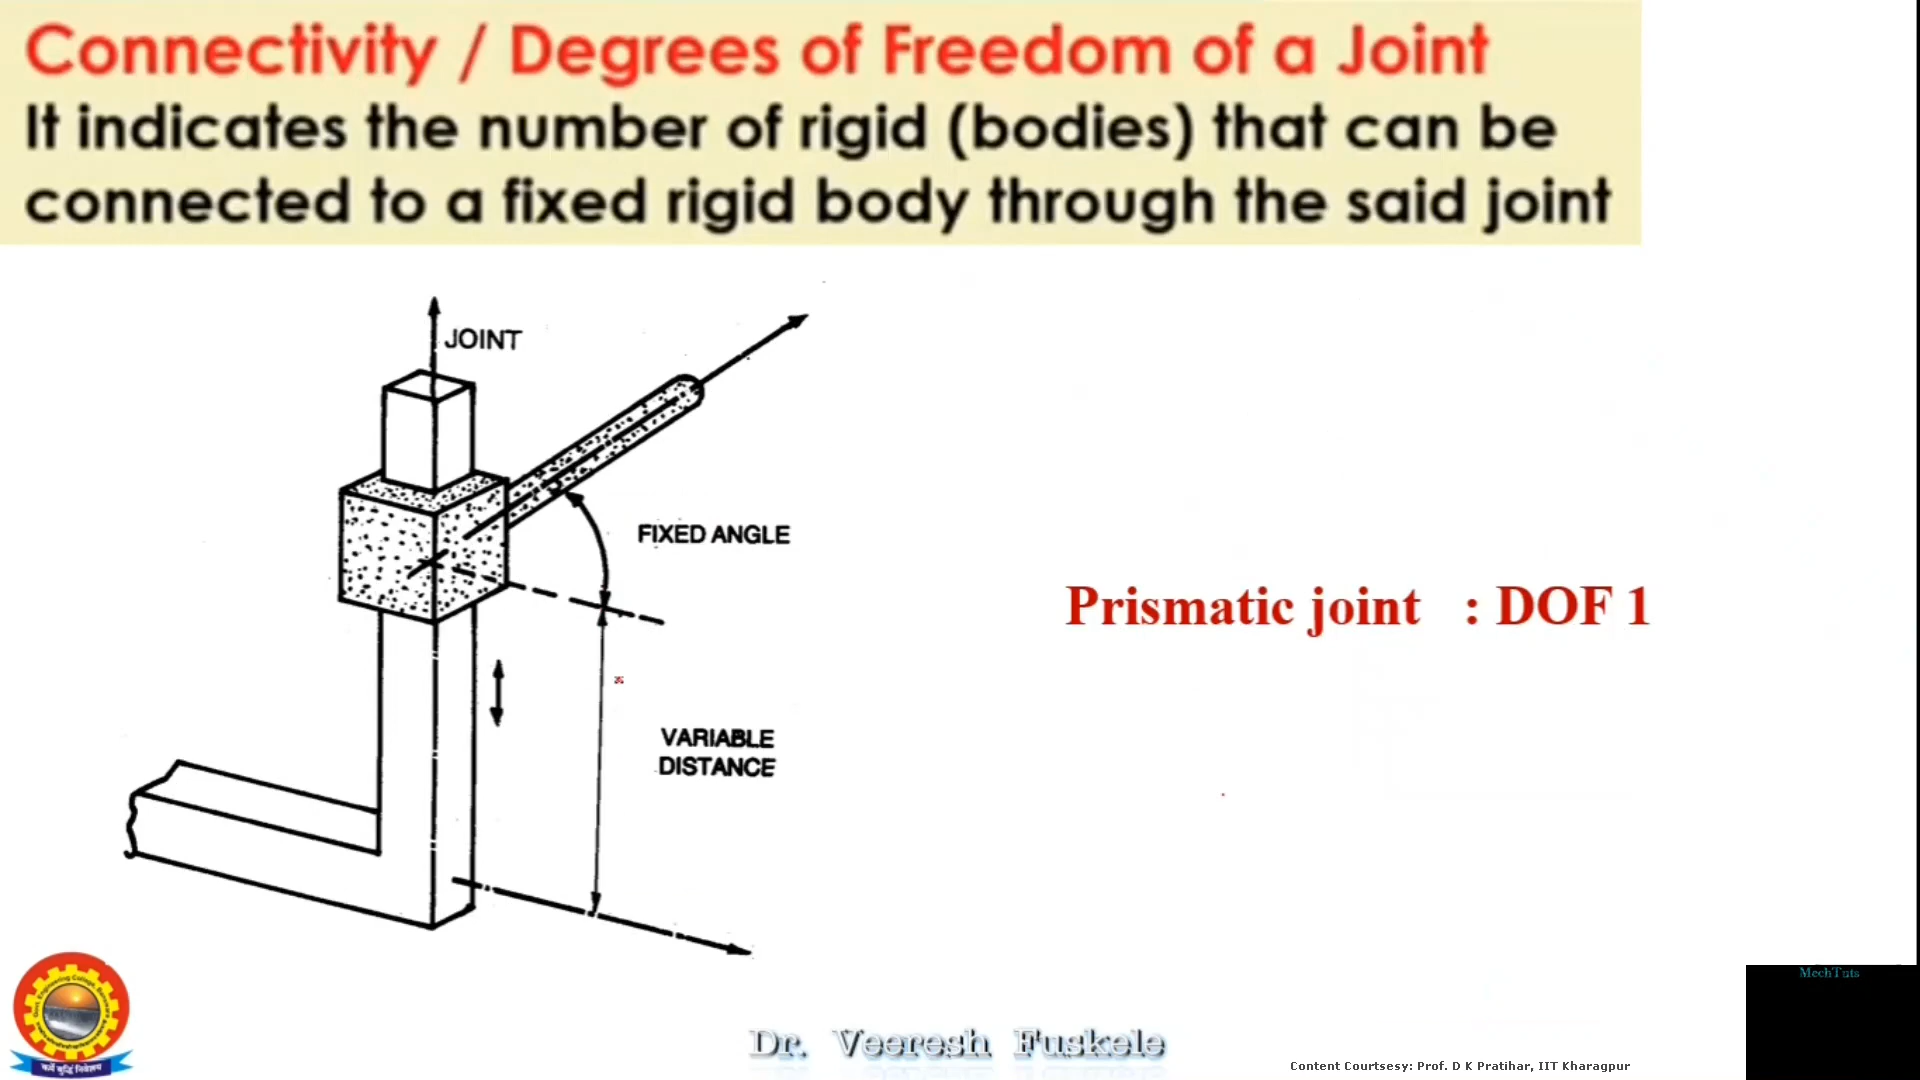 Connectivity / Degrees of Freedom of a Joint
It indicates the number of rigid (bodies) that can be
connected to a fixed rigid body through the said joint
JOINT
FIXED ANGLE
Prismatic joint : DOF 1
VARIABLE
DISTANCE
MechTuts
Dr. Veeresh Fuskele
Content Courtsesy: Prof. D K Pratihar, IIT Kharagpur